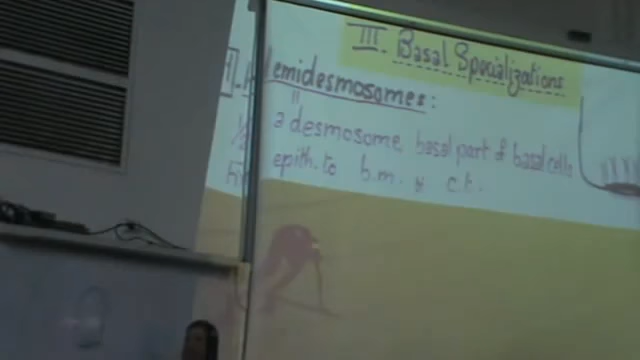 III. Basal Specializations
Hemidesmosomes:
1/2 a desmosome, basal part of basal cells
epith. to b.m. & c.t.